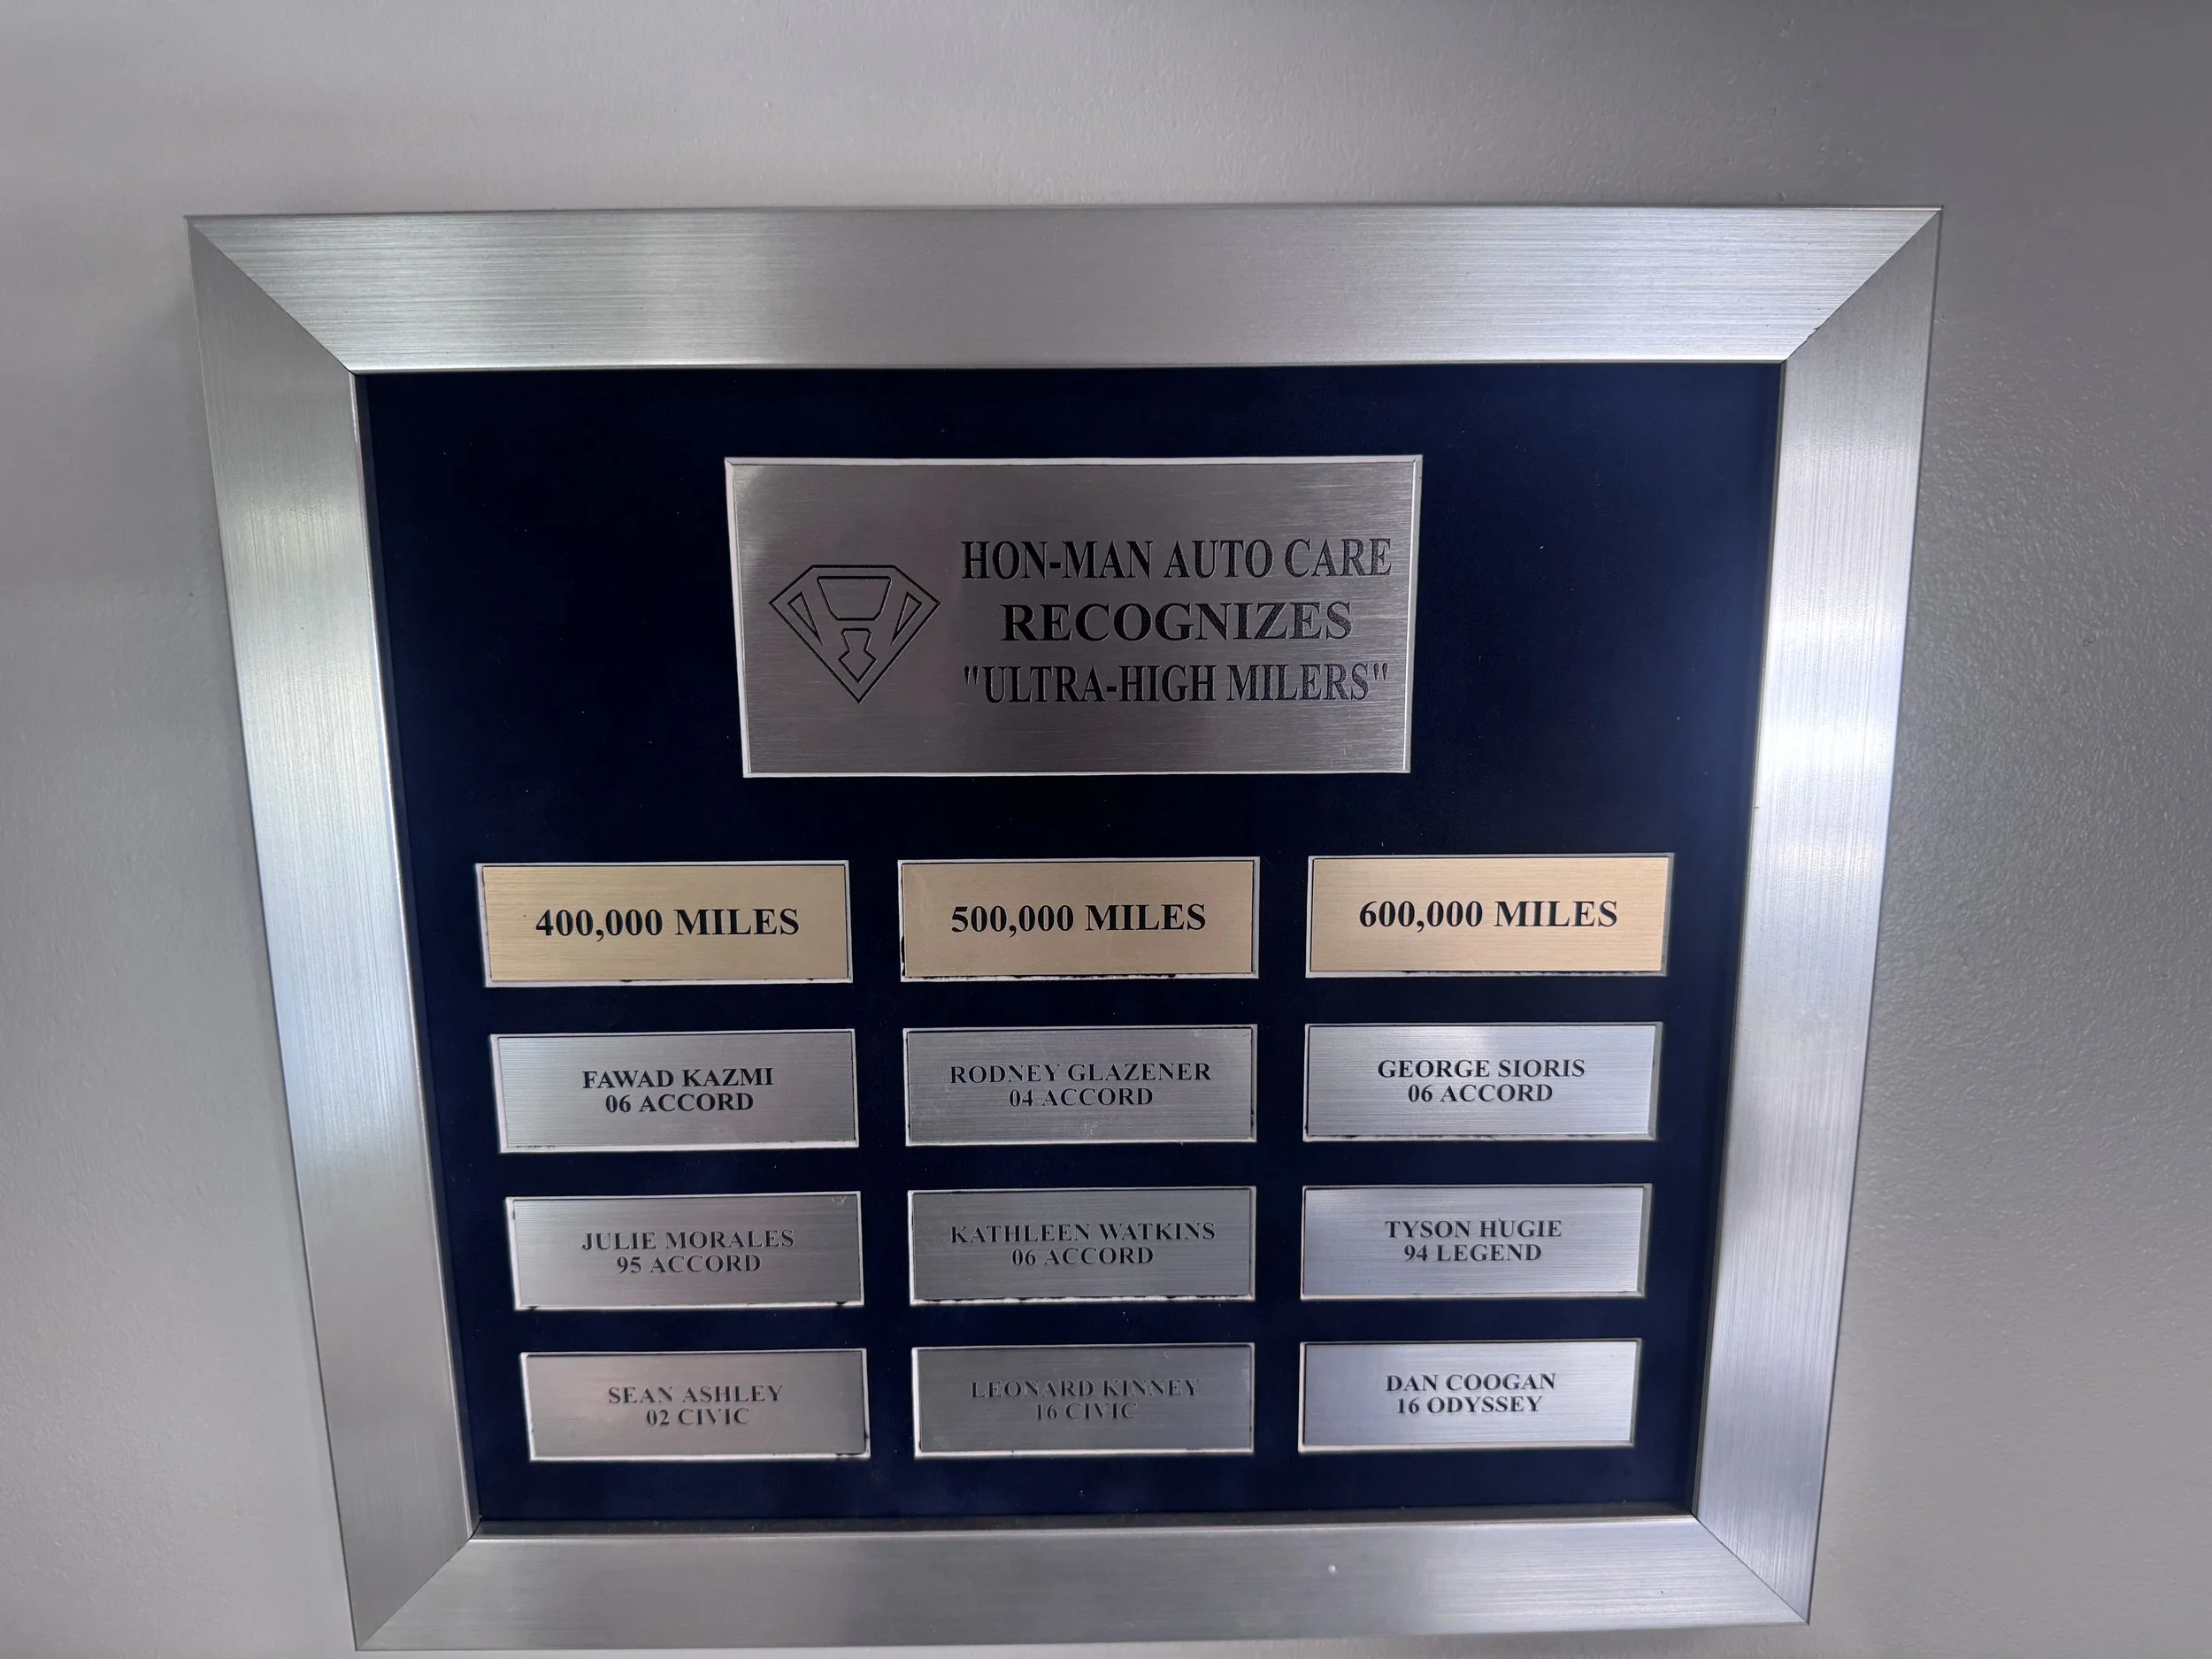 HON-MAN AUTO CARE
RECOGNIZES
"ULTRA-HIGH MILERS"
400,000 MILES
500,000 MILES
600,000 MILES
FAWAD KAZMI
06 ACCORD
RODNEY GLAZENER
04 ACCORD
GEORGE SIORIS
06 ACCORD
JULIE MORALES
95 ACCORD
KATHLEEN WATKINS
06 ACCORD
TYSON HUGIE
94 LEGEND
SEAN ASHLEY
02 CIVIC
LEONARD KINNEY
16 CIVIC
DAN COOGAN
16 ODYSSEY